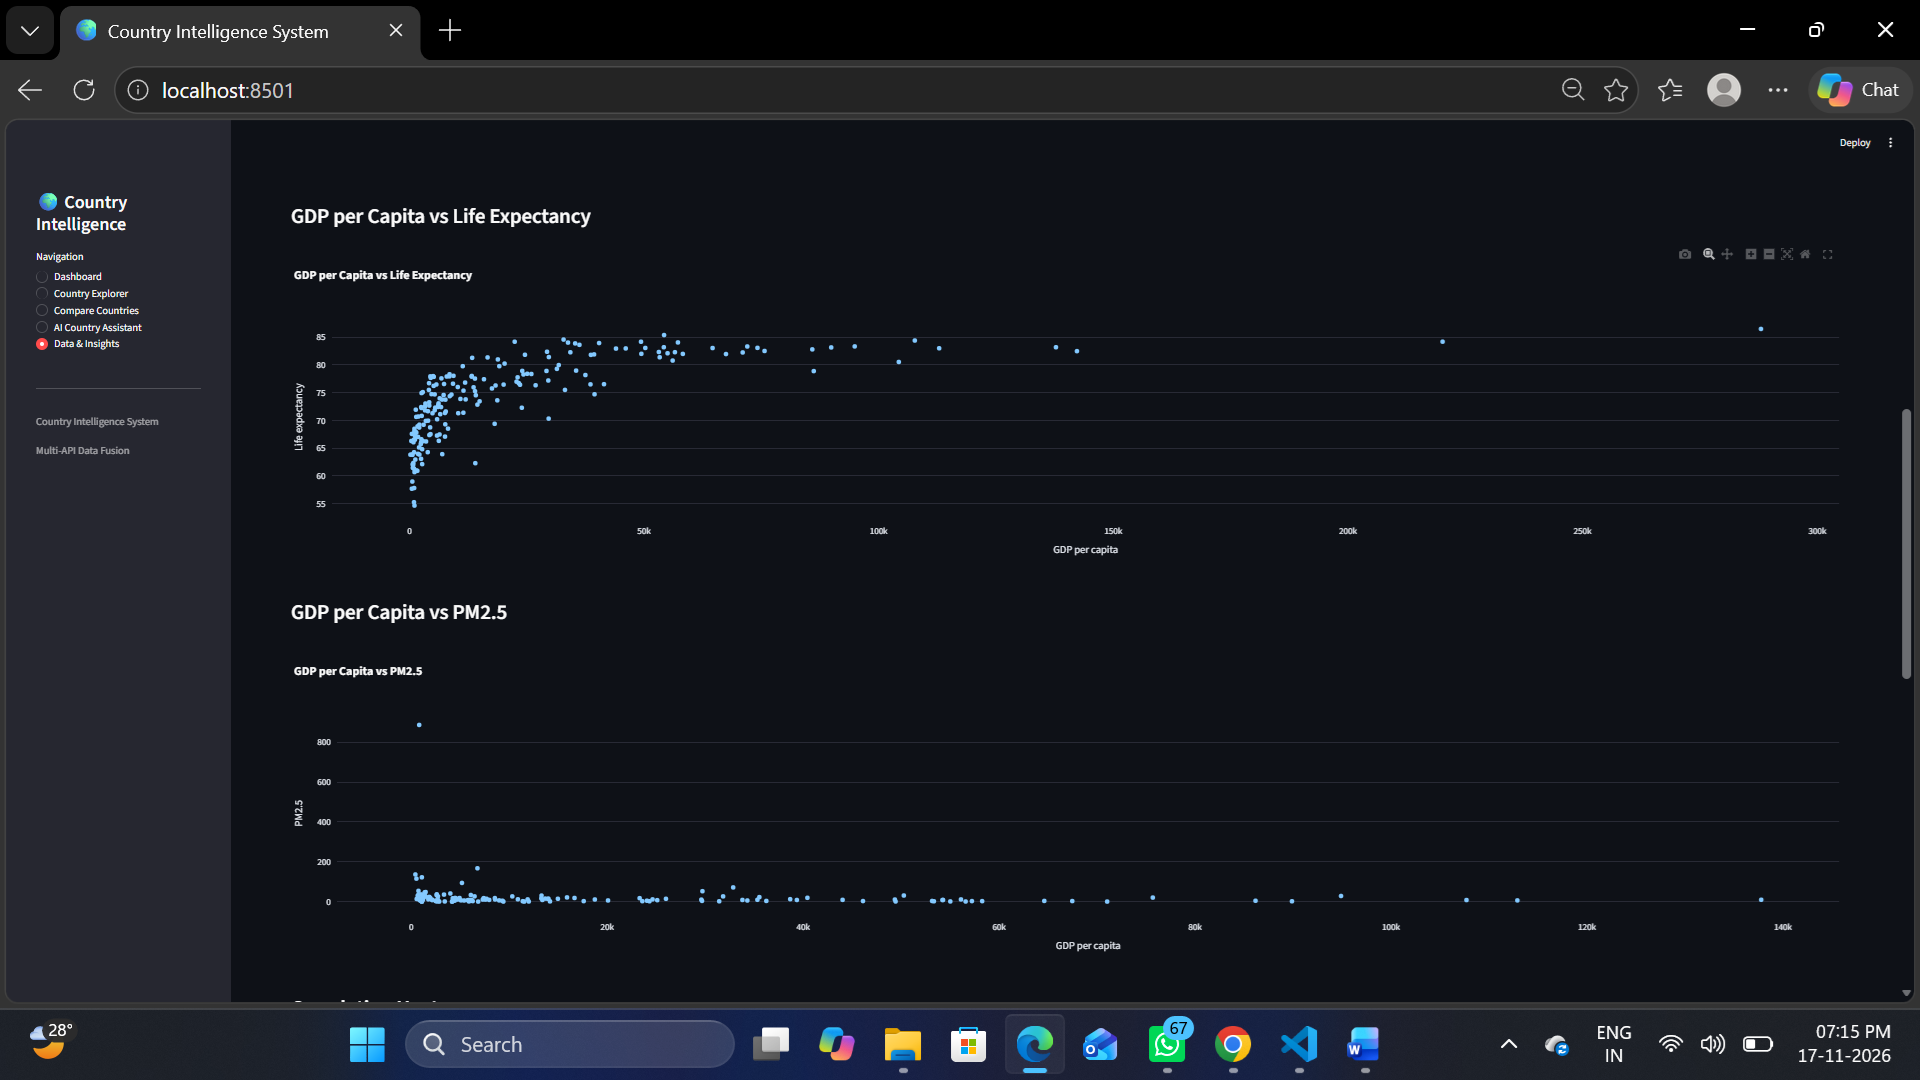 Country Intelligence System
localhost:8501
Chat
Deploy
Country
Intelligence
Navigation
Dashboard
Country Explorer
Compare Countries
AI Country Assistant
Data & Insights
Country Intelligence System
Multi-API Data Fusion
GDP per Capita vs Life Expectancy
GDP per Capita vs Life Expectancy
Life expectancy
85
80
75
70
65
60
55
0 50k 100k 150k 200k 250k 300k
GDP per capita
GDP per Capita vs PM2.5
GDP per Capita vs PM2.5
PM2.5
800
600
400
200
0
0 20k 40k 60k 80k 100k 120k 140k
GDP per capita
28°
Search
67
ENG
IN
07:15 PM
17-11-2026